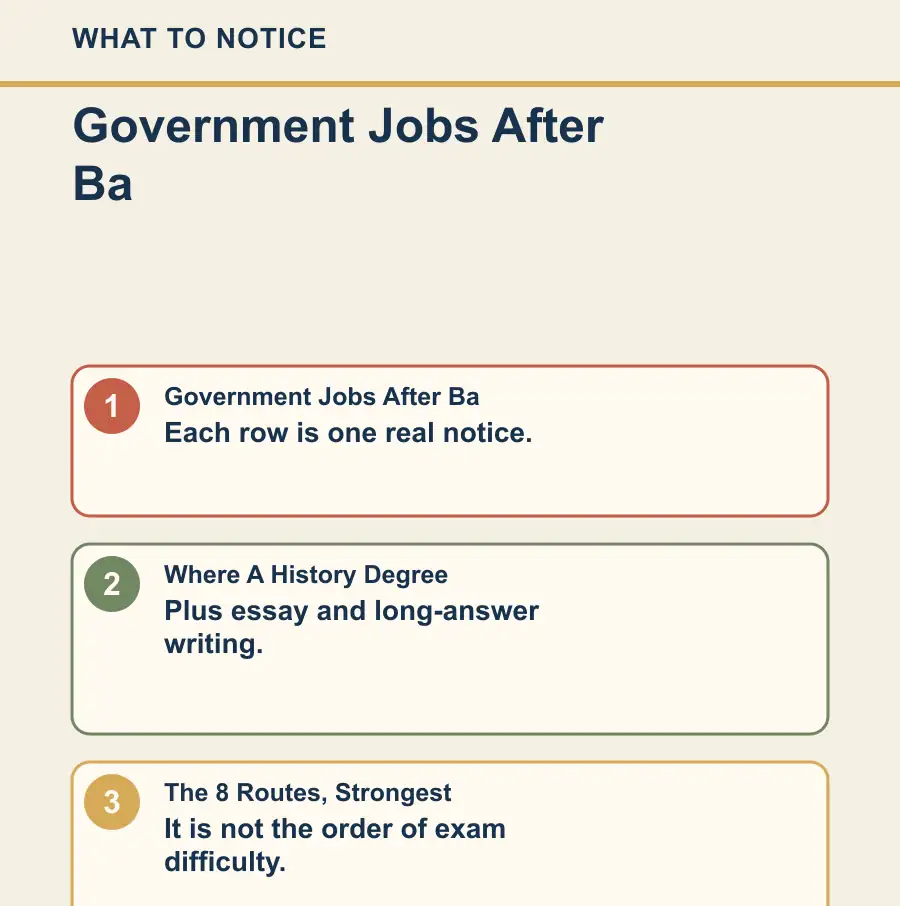 WHAT TO NOTICE
Government Jobs After
Ba
1
Government Jobs After Ba
Each row is one real notice.
2
Where A History Degree
Plus essay and long-answer
writing.
3
The 8 Routes, Strongest
It is not the order of exam
difficulty.